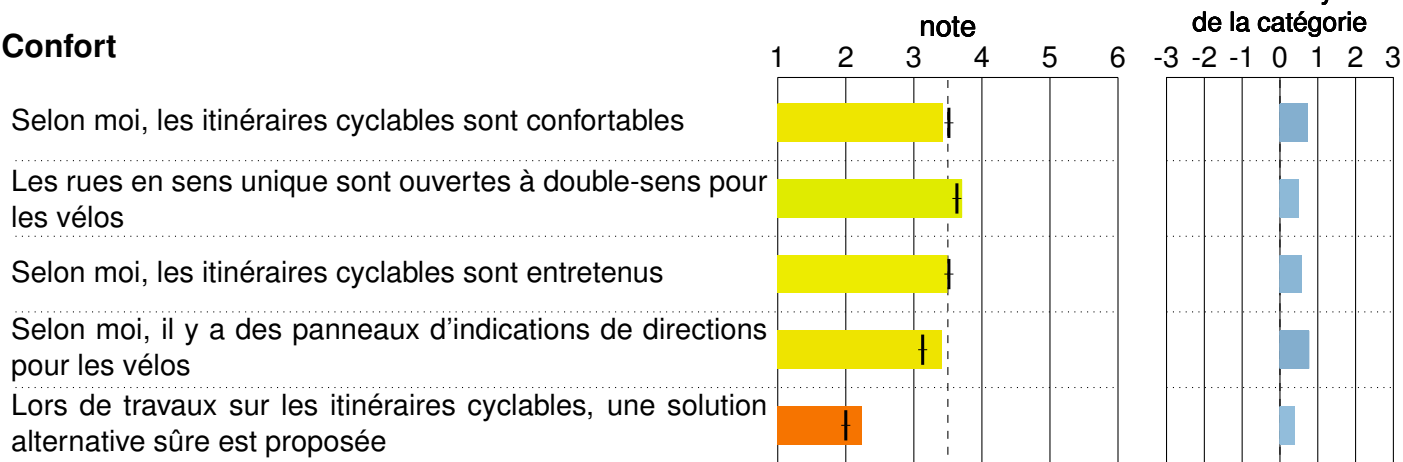 note
de la catégorie
Confort
1 2 3 4 5 6 -3 -2 -1 0 1 2 3
Selon moi, les itinéraires cyclables sont confortables
Les rues en sens unique sont ouvertes à double-sens pour
les vélos
Selon moi, les itinéraires cyclables sont entretenus
Selon moi, il y a des panneaux d'indications de directions
pour les vélos
Lors de travaux sur les itinéraires cyclables, une solution
alternative sûre est proposée